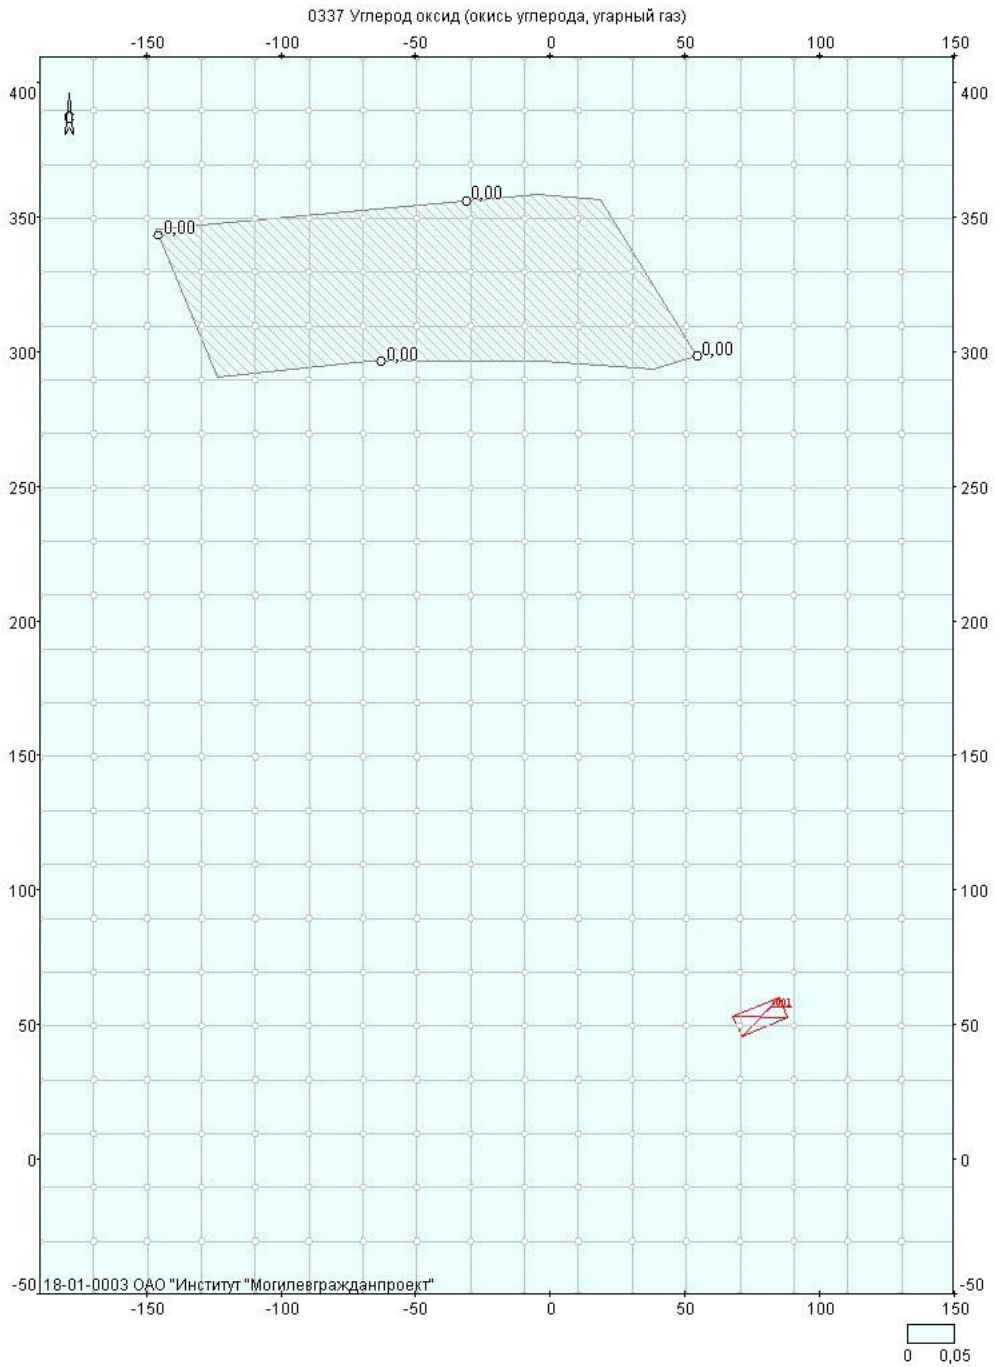 0337 Углерод оксид (окись углерода, угарный газ)
-150 -100 -50 0 50 100 150
400 400
С
0,00
350 0,00 350
300 0,00 0,00 300
250 250
200 200
150 150
100 100
50 50
0 0
-50 18-01-0003 ОАО "Институт "Могилевгражданпроект" -50
-150 -100 -50 0 50 100 150
0 0,05